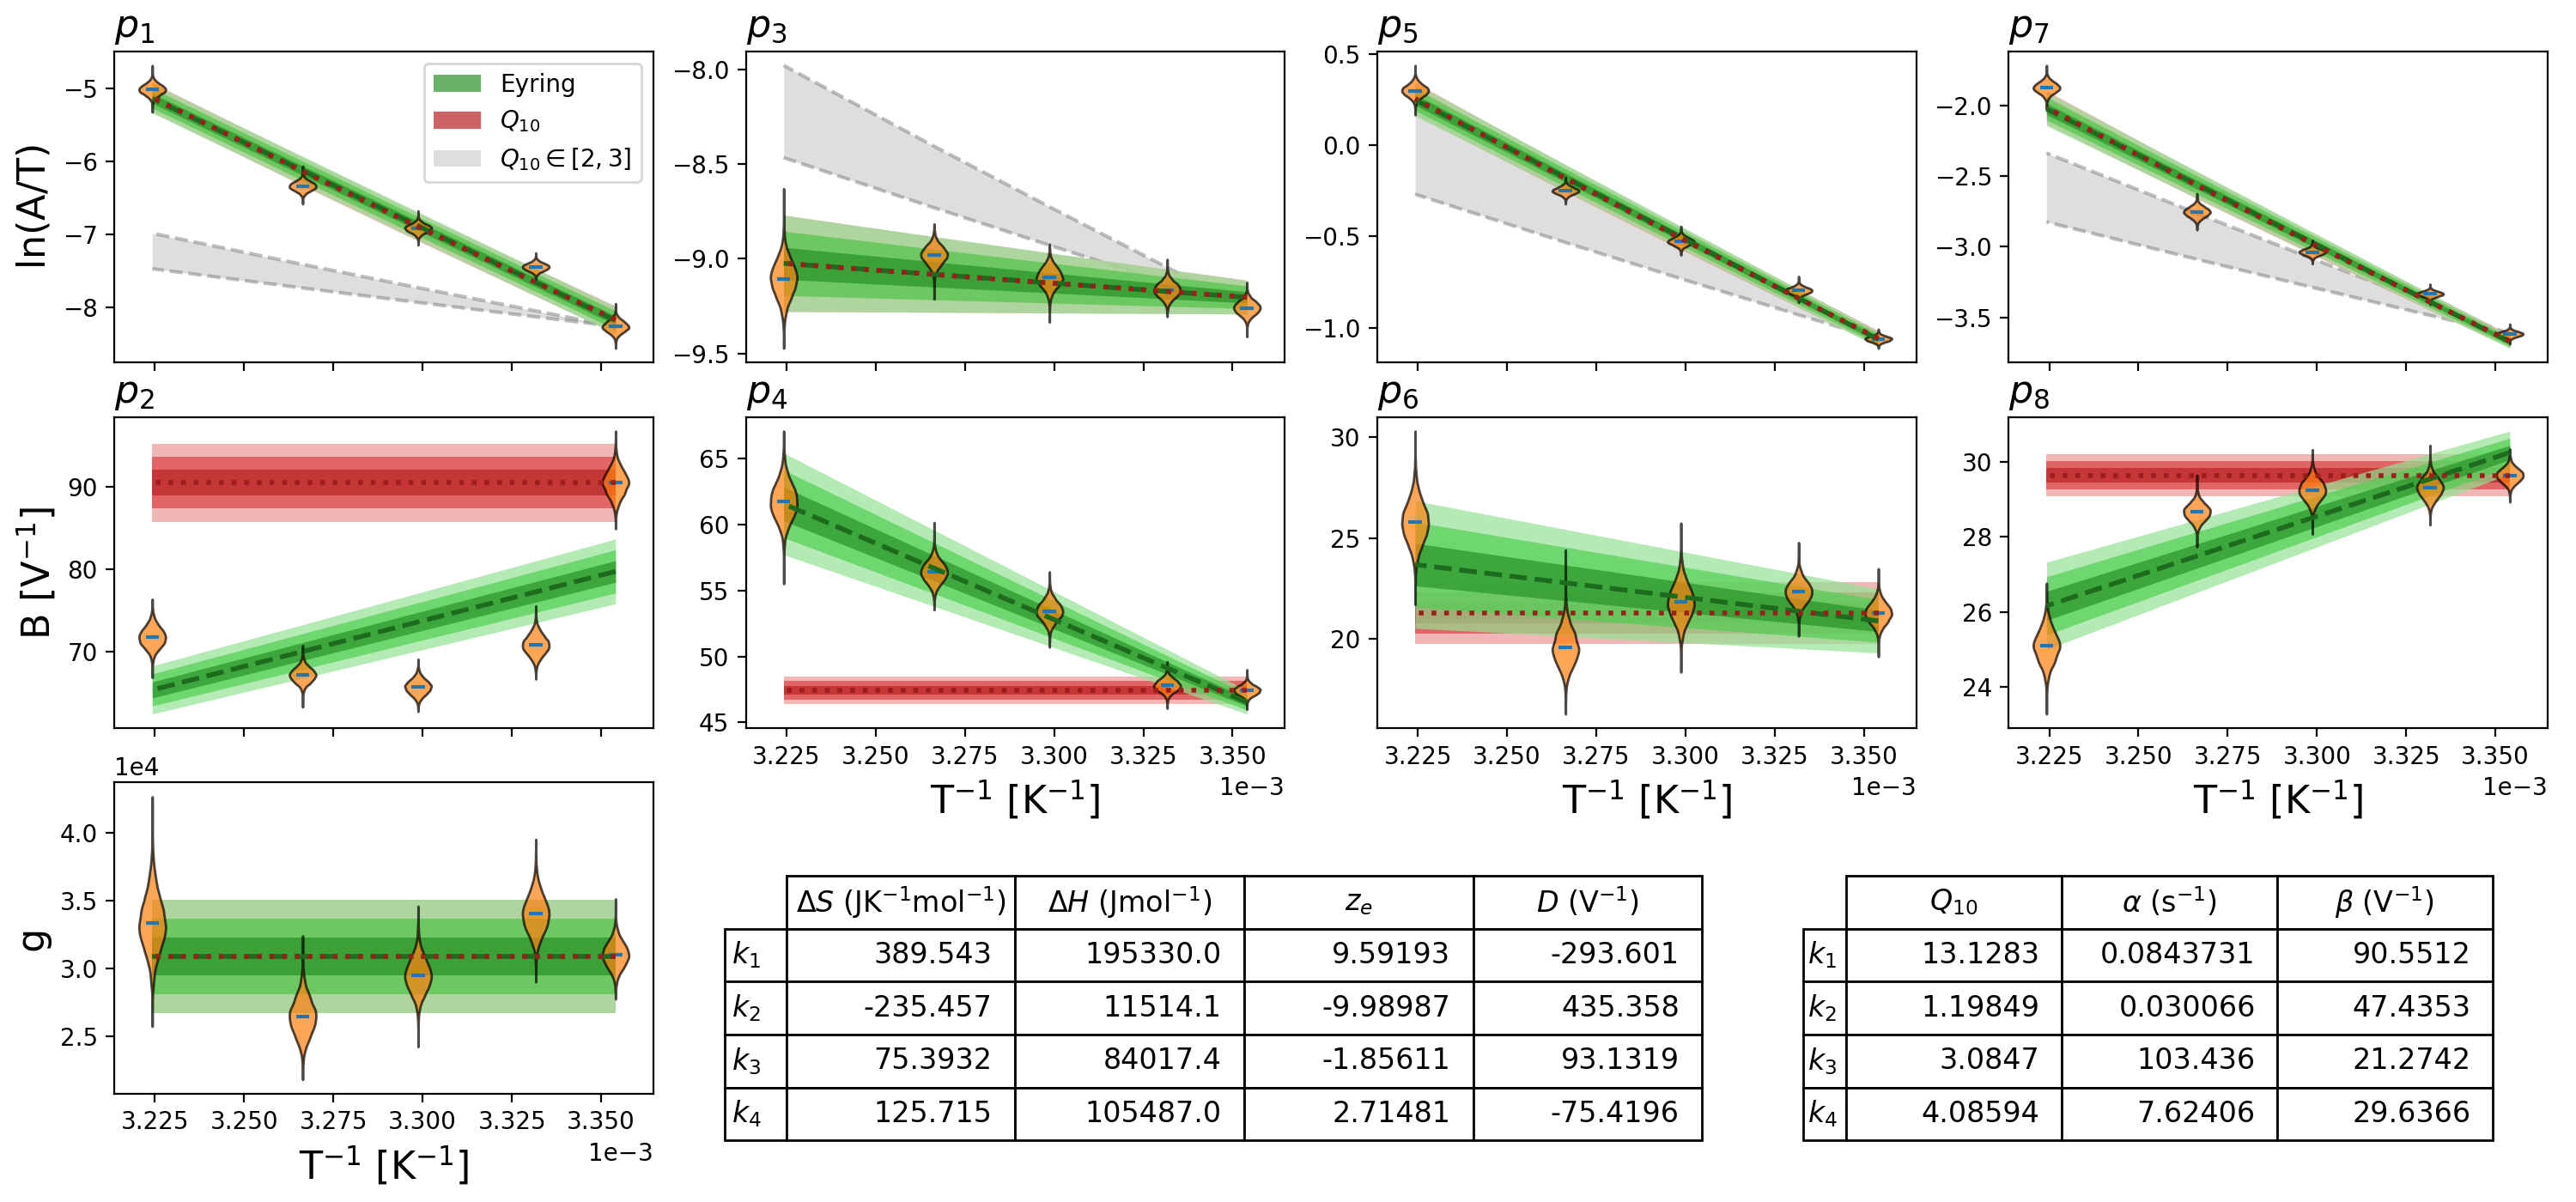 p₁
p₃
p₅
p₇
ln(A/T)
−5
−6
−7
−8
Eyring
Q₁₀
Q₁₀ ∈ [2, 3]
−8.0
−8.5
−9.0
−9.5
0.5
0.0
−0.5
−1.0
−2.0
−2.5
−3.0
−3.5
p₂
p₄
p₆
p₈
B [V⁻¹]
90
80
70
65
60
55
50
45
30
25
20
30
28
26
24
3.225 3.250 3.275 3.300 3.325 3.350
1e−3
T⁻¹ [K⁻¹]
3.225 3.250 3.275 3.300 3.325 3.350
1e−3
T⁻¹ [K⁻¹]
3.225 3.250 3.275 3.300 3.325 3.350
1e−3
T⁻¹ [K⁻¹]
1e4
g
4.0
3.5
3.0
2.5
3.225 3.250 3.275 3.300 3.325 3.350
1e−3
T⁻¹ [K⁻¹]
ΔS (JK⁻¹mol⁻¹) ΔH (Jmol⁻¹) zₑ D (V⁻¹)
k₁ 389.543 195330.0 9.59193 -293.601
k₂ -235.457 11514.1 -9.98987 435.358
k₃ 75.3932 84017.4 -1.85611 93.1319
k₄ 125.715 105487.0 2.71481 -75.4196
Q₁₀ α (s⁻¹) β (V⁻¹)
k₁ 13.1283 0.0843731 90.5512
k₂ 1.19849 0.030066 47.4353
k₃ 3.0847 103.436 21.2742
k₄ 4.08594 7.62406 29.6366